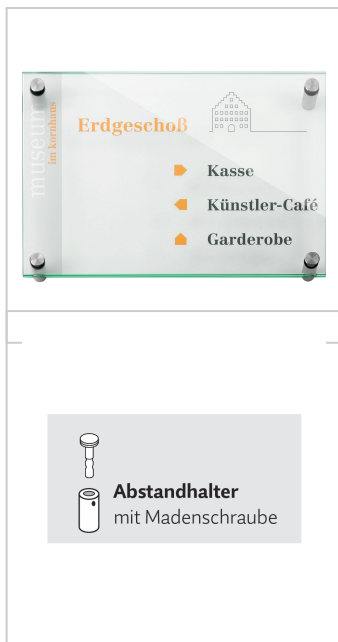 museum
im kornhaus
Erdgeschoß
Kasse
Künstler-Café
Garderobe
Abstandhalter
mit Madenschraube